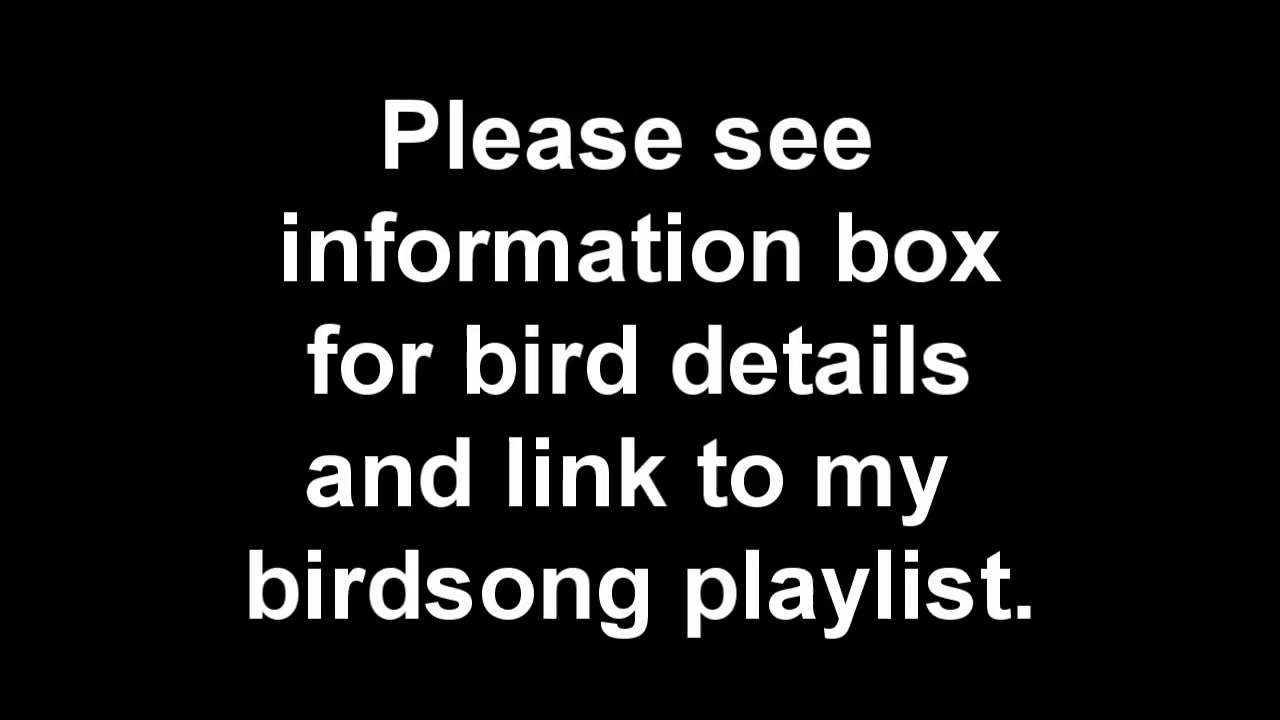 Please see
information box
for bird details
and link to my
birdsong playlist.